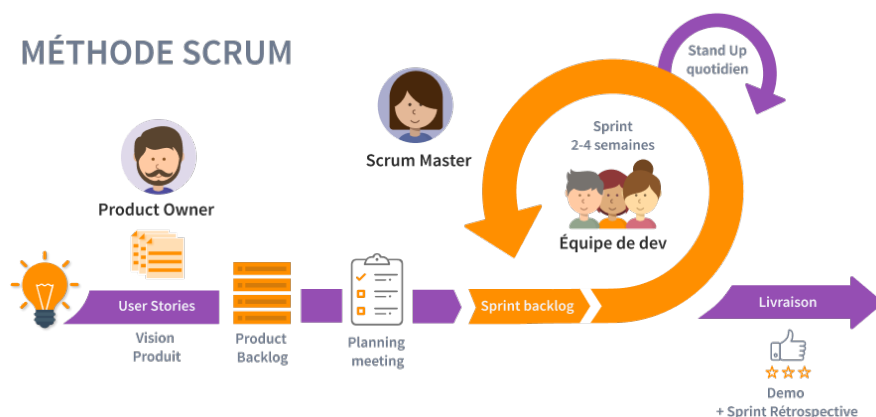 MÉTHODE SCRUM
Stand Up
quotidien
Sprint
2-4 semaines
Scrum Master
Product Owner
Équipe de dev
User Stories
Sprint backlog
Livraison
Vision
Produit
Product
Backlog
Planning
meeting
Demo
+ Sprint Rétrospective